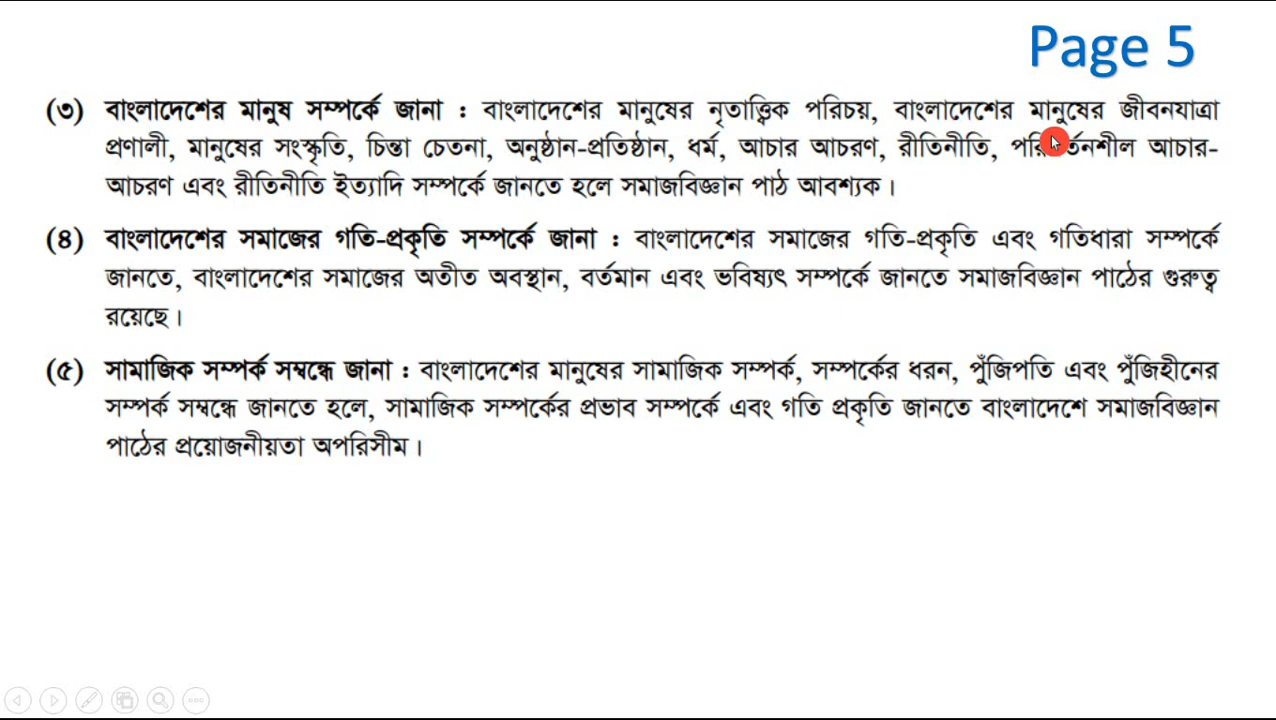 Page 5
(৩) বাংলাদেশের মানুষ সম্পর্কে জানা : বাংলাদেশের মানুষের নৃতাত্ত্বিক পরিচয়, বাংলাদেশের মানুষের জীবনযাত্রা
প্রণালী, মানুষের সংস্কৃতি, চিন্তা চেতনা, অনুষ্ঠান-প্রতিষ্ঠান, ধর্ম, আচার আচরণ, রীতিনীতি, পরিবর্তনশীল আচার-
আচরণ এবং রীতিনীতি ইত্যাদি সম্পর্কে জানতে হলে সমাজবিজ্ঞান পাঠ আবশ্যক।
(৪) বাংলাদেশের সমাজের গতি-প্রকৃতি সম্পর্কে জানা : বাংলাদেশের সমাজের গতি-প্রকৃতি এবং গতিধারা সম্পর্কে
জানতে, বাংলাদেশের সমাজের অতীত অবস্থান, বর্তমান এবং ভবিষ্যৎ সম্পর্কে জানতে সমাজবিজ্ঞান পাঠের গুরুত্ব
রয়েছে।
(৫) সামাজিক সম্পর্ক সম্বন্ধে জানা : বাংলাদেশের মানুষের সামাজিক সম্পর্ক, সম্পর্কের ধরন, পুঁজিপতি এবং পুঁজিহীনের
সম্পর্ক সম্বন্ধে জানতে হলে, সামাজিক সম্পর্কের প্রভাব সম্পর্কে এবং গতি প্রকৃতি জানতে বাংলাদেশে সমাজবিজ্ঞান
পাঠের প্রয়োজনীয়তা অপরিসীম।